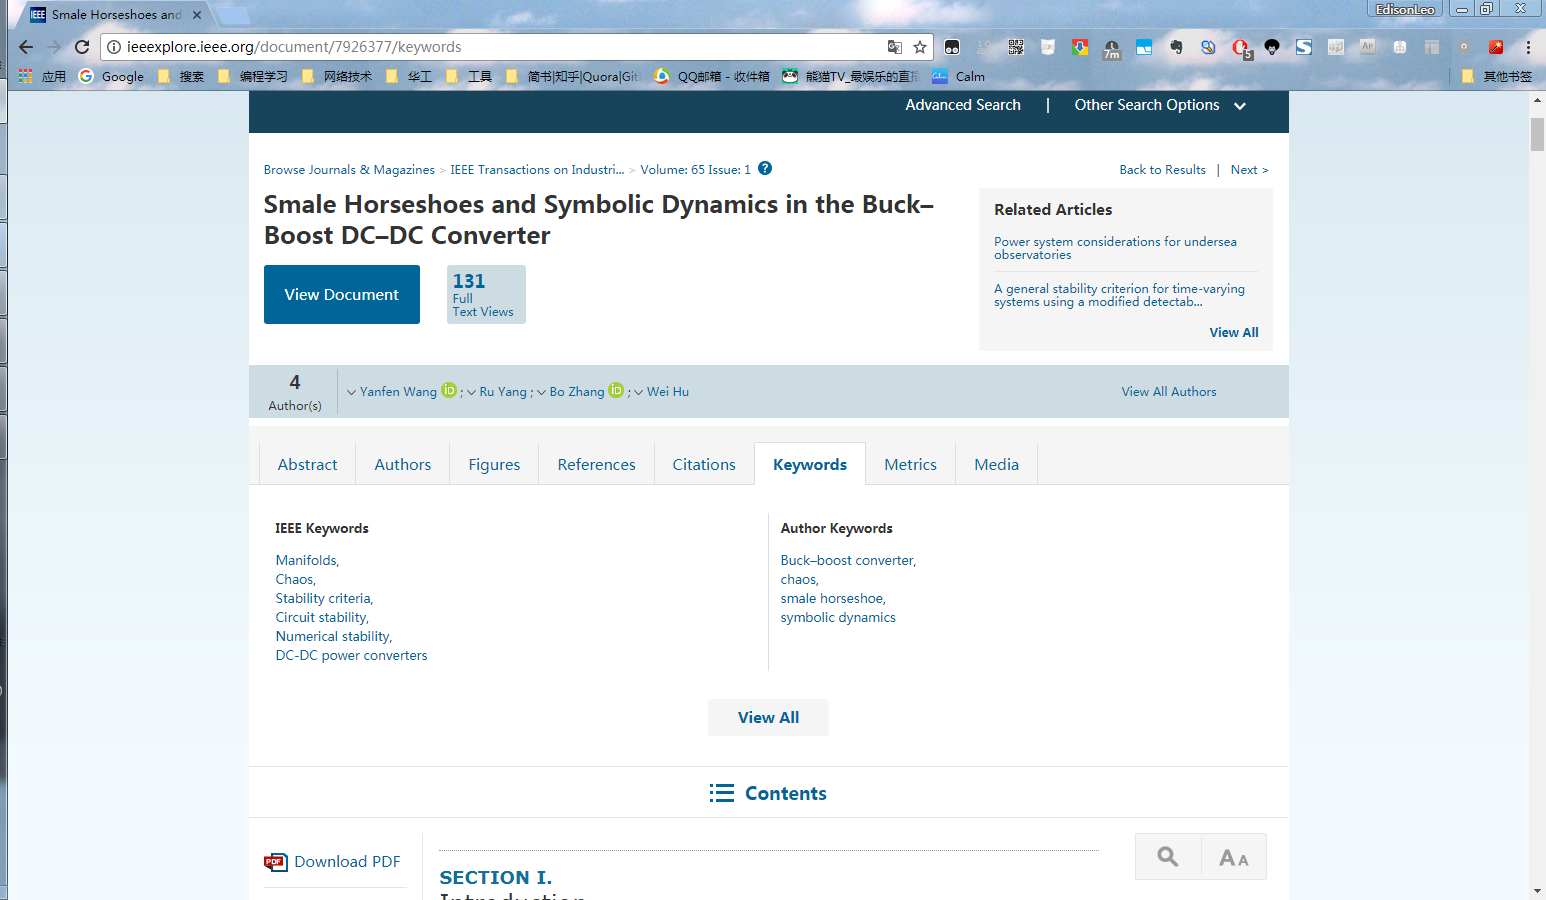 Smale Horseshoes and
EdisonLeo
ieeexplore.ieee.org/document/7926377/keywords
7m
5
应用
Google
搜索
编程学习
网络技术
华工
工具
简书|知乎|Quora|Git
QQ邮箱 - 收件箱
熊猫TV_最娱乐的直播
Calm
其他书签
Advanced Search | Other Search Options
Browse Journals & Magazines > IEEE Transactions on Industri... > Volume: 65 Issue: 1 ?
Back to Results | Next >
Smale Horseshoes and Symbolic Dynamics in the Buck–
Boost DC–DC Converter
View Document
131
Full
Text Views
Related Articles
Power system considerations for undersea
observatories
A general stability criterion for time-varying
systems using a modified detectab...
View All
4
Author(s)
Yanfen Wang iD ; Ru Yang ; Bo Zhang iD ; Wei Hu
View All Authors
Abstract
Authors
Figures
References
Citations
Keywords
Metrics
Media
IEEE Keywords
Manifolds,
Chaos,
Stability criteria,
Circuit stability,
Numerical stability,
DC-DC power converters
Author Keywords
Buck–boost converter,
chaos,
smale horseshoe,
symbolic dynamics
View All
Contents
PDF Download PDF
A A
SECTION I.
Introduction